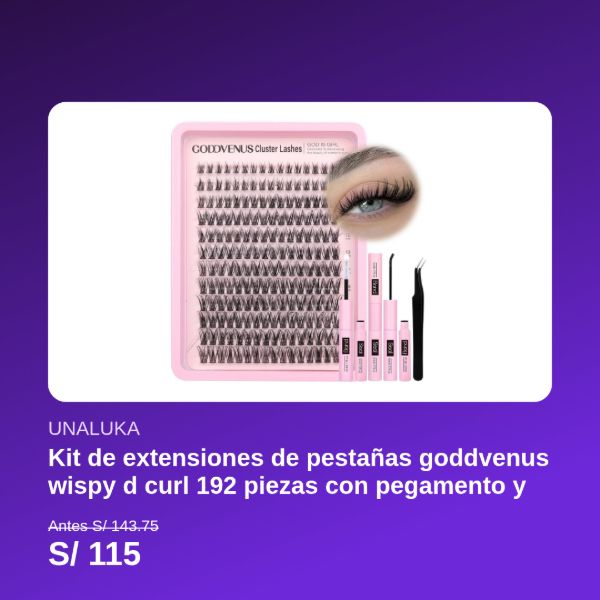 GODDVENUS Cluster Lashes
UNALUKA
Kit de extensiones de pestañas goddvenus
wispy d curl 192 piezas con pegamento y
Antes S/ 143.75
S/ 115